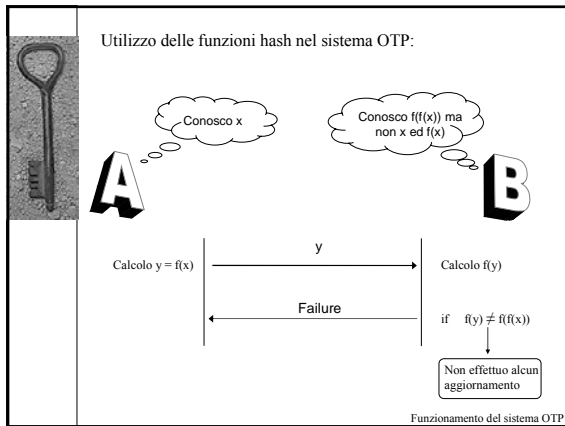 Utilizzo delle funzioni hash nel sistema OTP:
Conosco x
Conosco f(f(x)) ma
non x ed f(x)
A
B
y
Calcolo y = f(x)
Calcolo f(y)
Failure
if f(y) ≠ f(f(x))
Non effettuo alcun
aggiornamento
Funzionamento del sistema OTP